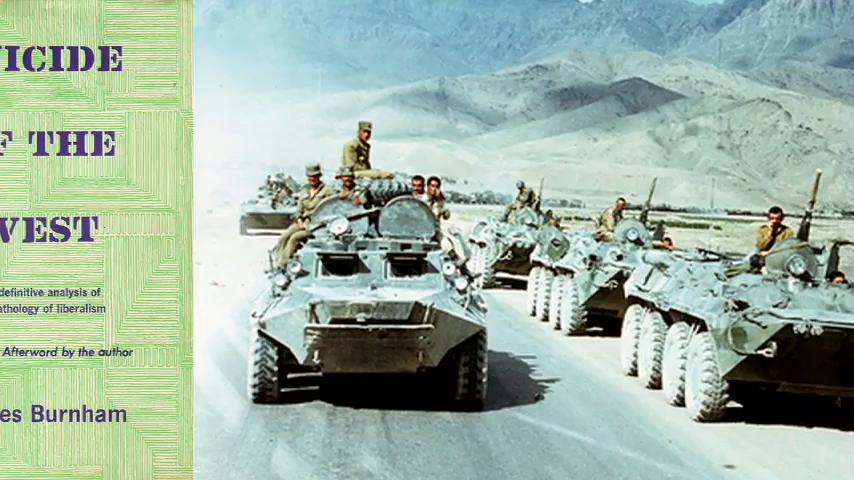 ICIDE
F THE
WEST
definitive analysis of
athology of liberalism
Afterword by the author
es Burnham